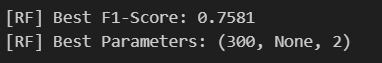 [RF] Best F1-Score: 0.7581
[RF] Best Parameters: (300, None, 2)